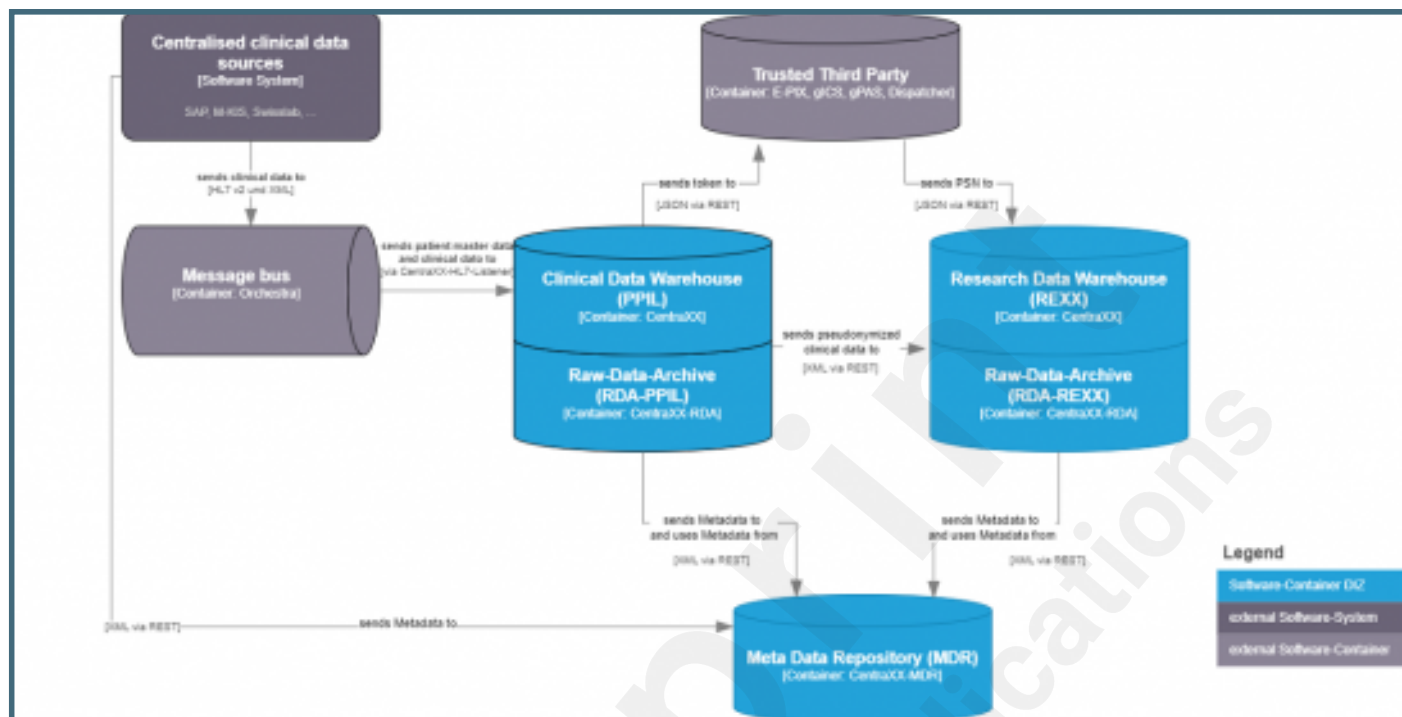 Centralised clinical data
sources
[Software System]
SAP, M-KIS, Swisslab, ...
Trusted Third Party
[Container: E-PIX, gICS, gPAS, Dispatcher]
sends clinical data to
[HL7 v2 und XML]
sends token to
[JSON via REST]
sends PSN to
[JSON via REST]
Message bus
[Container: Orchestra]
sends patient master data
and clinical data to
[via CentraXX-HL7-Listener]
Clinical Data Warehouse
(PPIL)
[Container: CentraXX]
Raw-Data-Archive
(RDA-PPIL)
[Container: CentraXX-RDA]
sends pseudonymized
clinical data to
[XML via REST]
Research Data Warehouse
(REXX)
[Container: CentraXX]
Raw-Data-Archive
(RDA-REXX)
[Container: CentraXX-RDA]
sends Metadata to
and uses Metadata from
[XML via REST]
sends Metadata to
and uses Metadata from
[XML via REST]
[XML via REST]
sends Metadata to
Meta Data Repository (MDR)
[Container: CentraXX-MDR]
Legend
Software-Container DIZ
external Software-System
external Software-Container